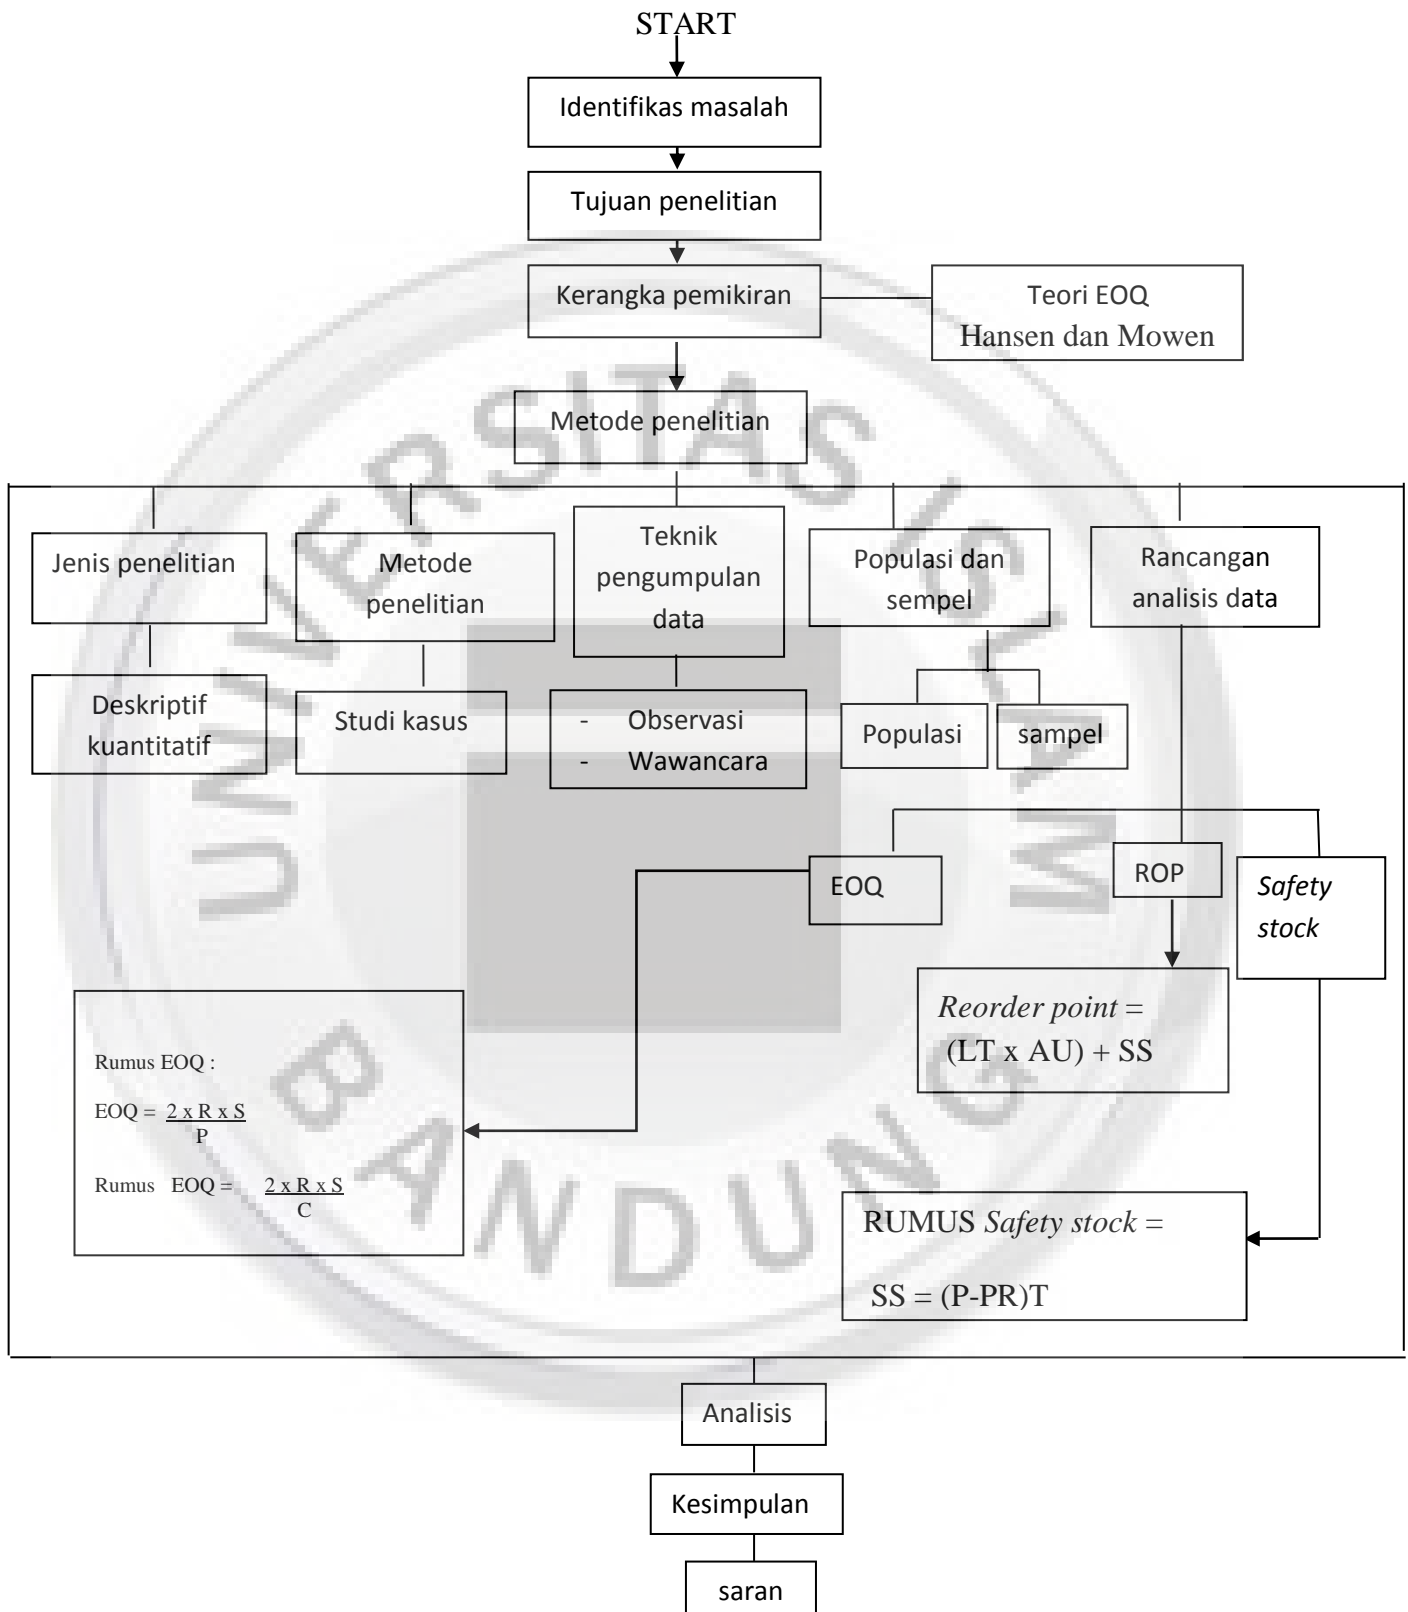 START
Identifikas masalah
Tujuan penelitian
Kerangka pemikiran
Teori EOQ
Hansen dan Mowen
Metode penelitian
Jenis penelitian
Metode
penelitian
Teknik
pengumpulan
data
Populasi dan
sempel
Rancangan
analisis data
Deskriptif
kuantitatif
Studi kasus
- Observasi
- Wawancara
Populasi
sampel
EOQ
ROP
Safety
stock
Reorder point =
(LT x AU) + SS
Rumus EOQ :
EOQ = 2 x R x S
P
Rumus EOQ = 2 x R x S
C
RUMUS Safety stock =
SS = (P-PR)T
Analisis
Kesimpulan
saran
UNIVERSITAS ISLAM
BANDUNG